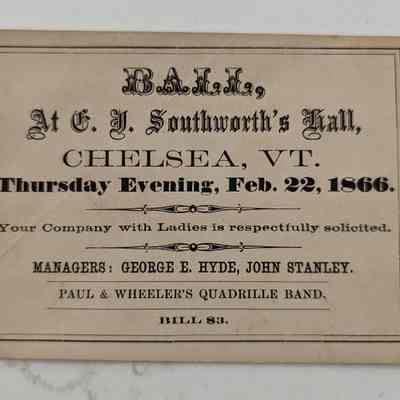 BALL,
At E. J. Southworth's Hall,
CHELSEA, VT.
Thursday Evening, Feb. 22, 1866.
Your Company with Ladies is respectfully solicited.
MANAGERS: GEORGE E. HYDE, JOHN STANLEY.
PAUL & WHEELER'S QUADRILLE BAND.
BILL $3.